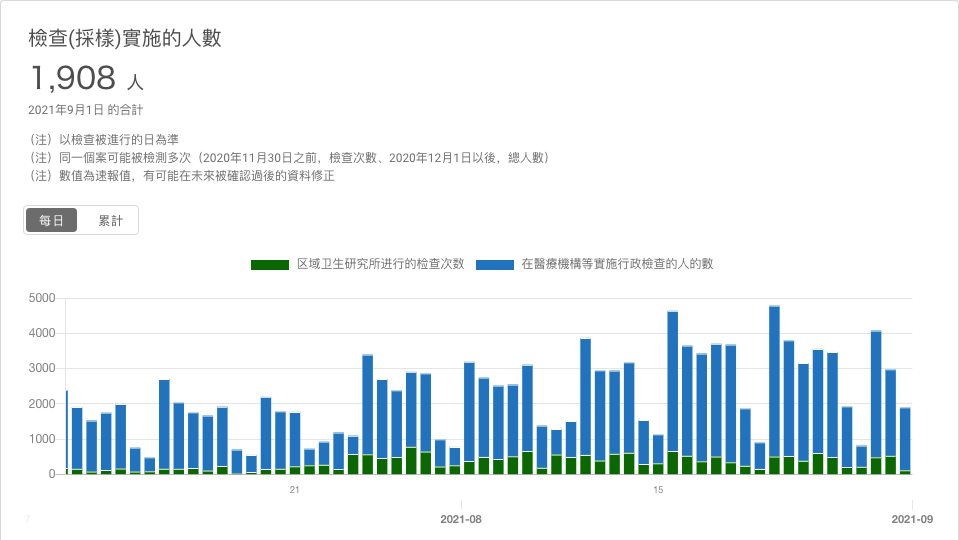 檢查(採樣)實施的人數
1,908 人
2021年9月1日 的合計
（注）以檢查被進行的日為準
（注）同一個案可能被檢測多次（2020年11月30日之前，檢查次數、2020年12月1日以後，總人數）
（注）數值為速報值，有可能在未來被確認過後的資料修正
每日 累計
区域卫生研究所进行的检查次数 在醫療機構等實施行政檢查的人的數
5000
4000
3000
2000
1000
0
21 15
7 2021-08 2021-09